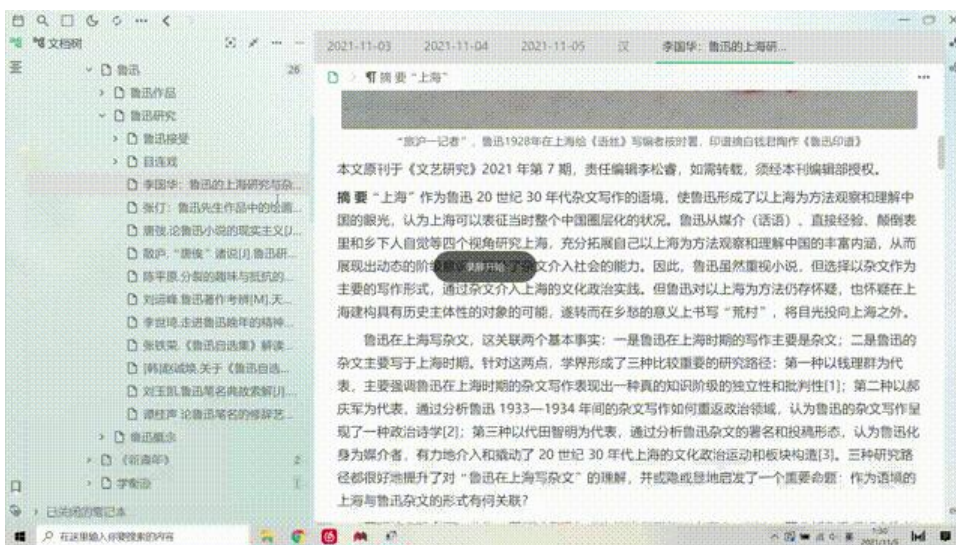 文档树
鲁迅
26
鲁迅作品
鲁迅研究
鲁迅接受
目连戏
李国华：鲁迅的上海研究与杂...
张仃：鲁迅先生作品中的绘画...
唐弢.论鲁迅小说的现实主义[J...
散沪.“唐俟”诸说[J].鲁迅研...
陈平原.分裂的趣味与抵抗的...
刘运峰.鲁迅著作考辨[M].天...
李世琦.走进鲁迅晚年的精神...
张铁荣.《鲁迅自选集》解读...
[韩]赵诚焕.关于《鲁迅自选...
刘玉凯.鲁迅笔名典故索解[J]...
谭桂声 论鲁迅笔名的修辞艺...
鲁迅概念
《新青年》
2
学衡派
1
已关闭的笔记本
2021-11-03
2021-11-04
2021-11-05
汉
李国华：鲁迅的上海研...
摘 要 “上海”
“旅沪一记者”，鲁迅1928年在上海给《语丝》写编者按时署，印谱摘自钱君陶作《鲁迅印谱》
本文原刊于《文艺研究》2021 年第 7 期，责任编辑李松睿，如需转载，须经本刊编辑部授权。
摘 要 “上海”作为鲁迅 20 世纪 30 年代杂文写作的语境，使鲁迅形成了以上海为方法观察和理解中
国的眼光，认为上海可以表征当时整个中国圈层化的状况。鲁迅从媒介（话语）、直接经验、颠倒表
里和乡下人自觉等四个视角研究上海，充分拓展自己以上海为方法观察和理解中国的丰富内涵，从而
展现出动态的阶 文介入社会的能力。因此，鲁迅虽然重视小说，但选择以杂文作为
录屏开始
主要的写作形式，通过杂文介入上海的文化政治实践。但鲁迅对以上海为方法仍存怀疑，也怀疑在上
海建构具有历史主体性的对象的可能，遂转而在乡愁的意义上书写“荒村”，将目光投向上海之外。
鲁迅在上海写杂文，这关联两个基本事实：一是鲁迅在上海时期的写作主要是杂文；二是鲁迅的
杂文主要写于上海时期。针对这两点，学界形成了三种比较重要的研究路径：第一种以钱理群为代
表，主要强调鲁迅在上海时期的杂文写作表现出一种真的知识阶级的独立性和批判性[1]；第二种以郝
庆军为代表，通过分析鲁迅 1933—1934 年间的杂文写作如何重返政治领域，认为鲁迅的杂文写作呈
现了一种政治诗学[2]；第三种以代田智明为代表，通过分析鲁迅杂文的署名和投稿形态，认为鲁迅化
身为媒介者，有力地介入和撬动了 20 世纪 30 年代上海的文化政治运动和板块构造[3]。三种研究路
径都很好地提升了对“鲁迅在上海写杂文”的理解，并或隐或显地启发了一个重要命题：作为语境的
上海与鲁迅杂文的形式有何关联？
在这里输入你要搜索的内容
1:30
2021/11/5